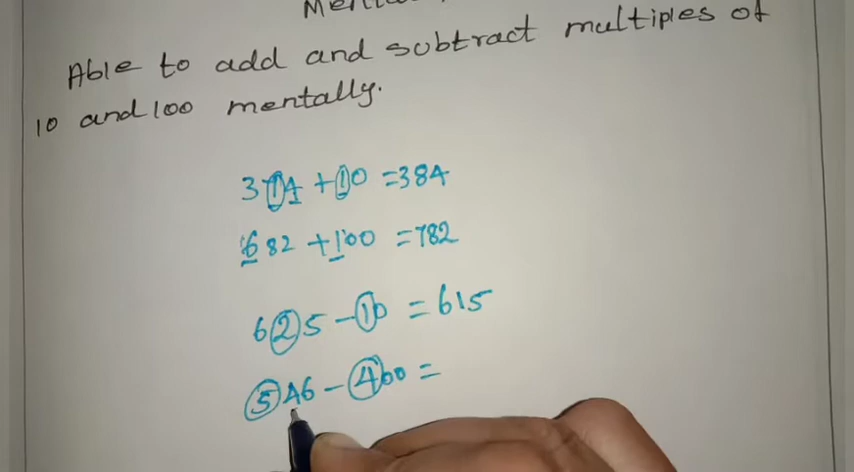 Able to add and subtract multiples of
10 and 100 mentally.
374 + 10 = 384
682 + 100 = 782
625 - 10 = 615
546 - 400 =